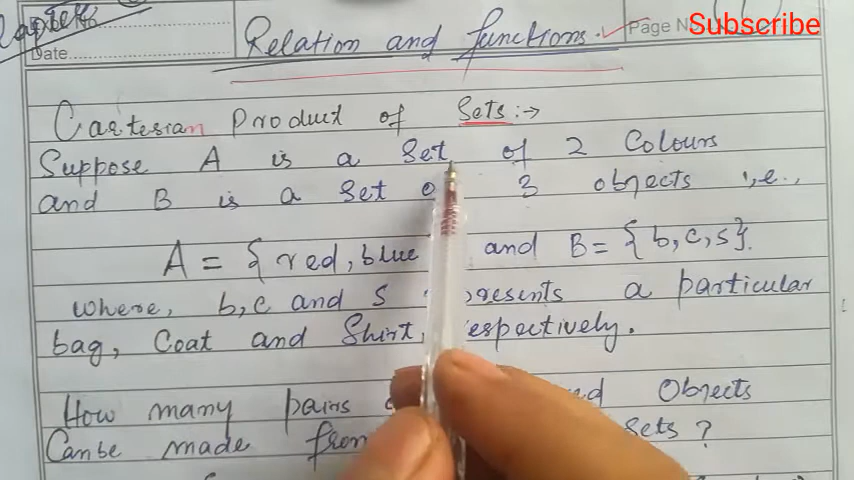 Date
Relation and functions.
Page N
Subscribe
Cartesian Product of Sets:→
Suppose A is a Set of 2 Colours
and B is a Set 3 objects i.e.,
A = { red, blue and B = { b, c, s}.
where, b, c and S a particular
bag, Coat and Shirt, respectively.
How many pairs Objects
Can be made from Sets ?